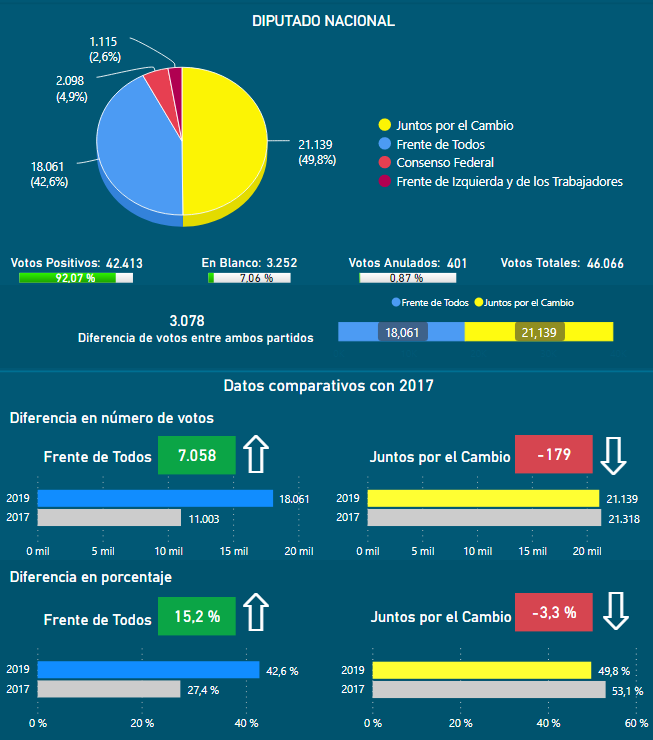 DIPUTADO NACIONAL
1.115
(2,6%)
2.098
(4,9%)
18.061
(42,6%)
21.139
(49,8%)
Juntos por el Cambio
Frente de Todos
Consenso Federal
Frente de Izquierda y de los Trabajadores
Votos Positivos: 42.413
92,07 %
En Blanco: 3.252
7,06 %
Votos Anulados: 401
0,87 %
Votos Totales: 46.066
3.078
Diferencia de votos entre ambos partidos
Frente de Todos Juntos por el Cambio
18,061 21,139
Datos comparativos con 2017
Diferencia en número de votos
Frente de Todos 7.058
2019 18.061
2017 11.003
0 mil 5 mil 10 mil 15 mil 20 mil
Juntos por el Cambio -179
2019 21.139
2017 21.318
0 mil 5 mil 10 mil 15 mil 20 mil
Diferencia en porcentaje
Frente de Todos 15,2 %
2019 42,6 %
2017 27,4 %
0 % 20 % 40 %
Juntos por el Cambio -3,3 %
2019 49,8 %
2017 53,1 %
0 % 20 % 40 % 60 %